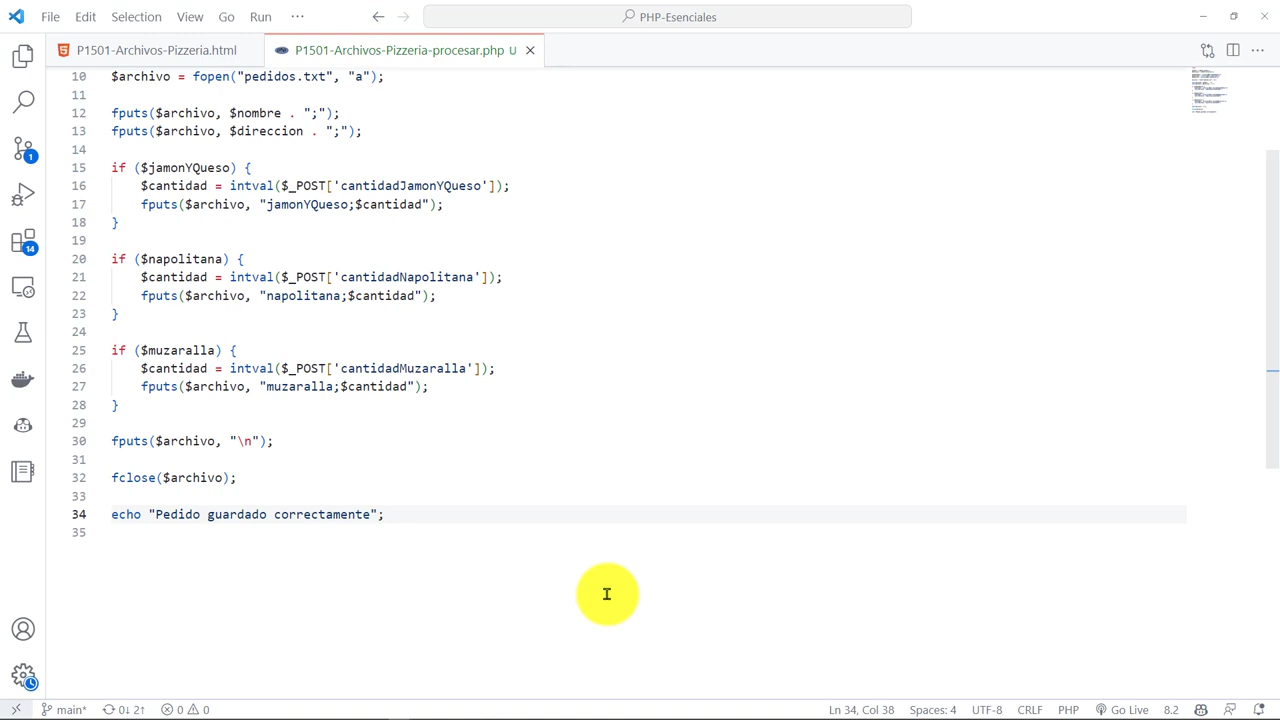 File Edit Selection View Go Run ··· PHP-Esenciales
P1501-Archivos-Pizzeria.html P1501-Archivos-Pizzeria-procesar.php U
10 $archivo = fopen("pedidos.txt", "a");
11
12 fputs($archivo, $nombre . ";");
13 fputs($archivo, $direccion . ";");
14
15 if ($jamonYQueso) {
16 $cantidad = intval($_POST['cantidadJamonYQueso']);
17 fputs($archivo, "jamonYQueso;$cantidad");
18 }
19
20 if ($napolitana) {
21 $cantidad = intval($_POST['cantidadNapolitana']);
22 fputs($archivo, "napolitana;$cantidad");
23 }
24
25 if ($muzaralla) {
26 $cantidad = intval($_POST['cantidadMuzaralla']);
27 fputs($archivo, "muzaralla;$cantidad");
28 }
29
30 fputs($archivo, "\n");
31
32 fclose($archivo);
33
34 echo "Pedido guardado correctamente";
35
1
14
main* 0↓ 2↑ 0 0 Ln 34, Col 38 Spaces: 4 UTF-8 CRLF PHP Go Live 8.2